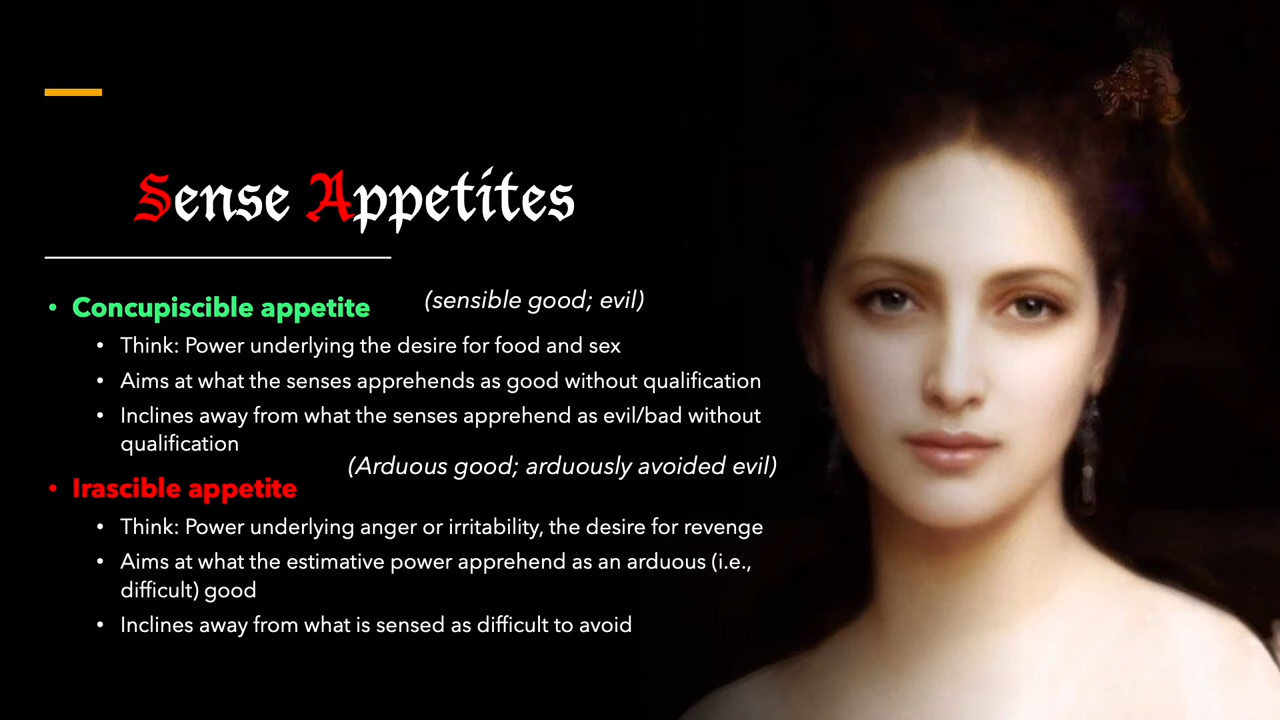 Sense Appetites
• Concupiscible appetite (sensible good; evil)
• Think: Power underlying the desire for food and sex
• Aims at what the senses apprehends as good without qualification
• Inclines away from what the senses apprehend as evil/bad without
qualification
(Arduous good; arduously avoided evil)
• Irascible appetite
• Think: Power underlying anger or irritability, the desire for revenge
• Aims at what the estimative power apprehend as an arduous (i.e.,
difficult) good
• Inclines away from what is sensed as difficult to avoid